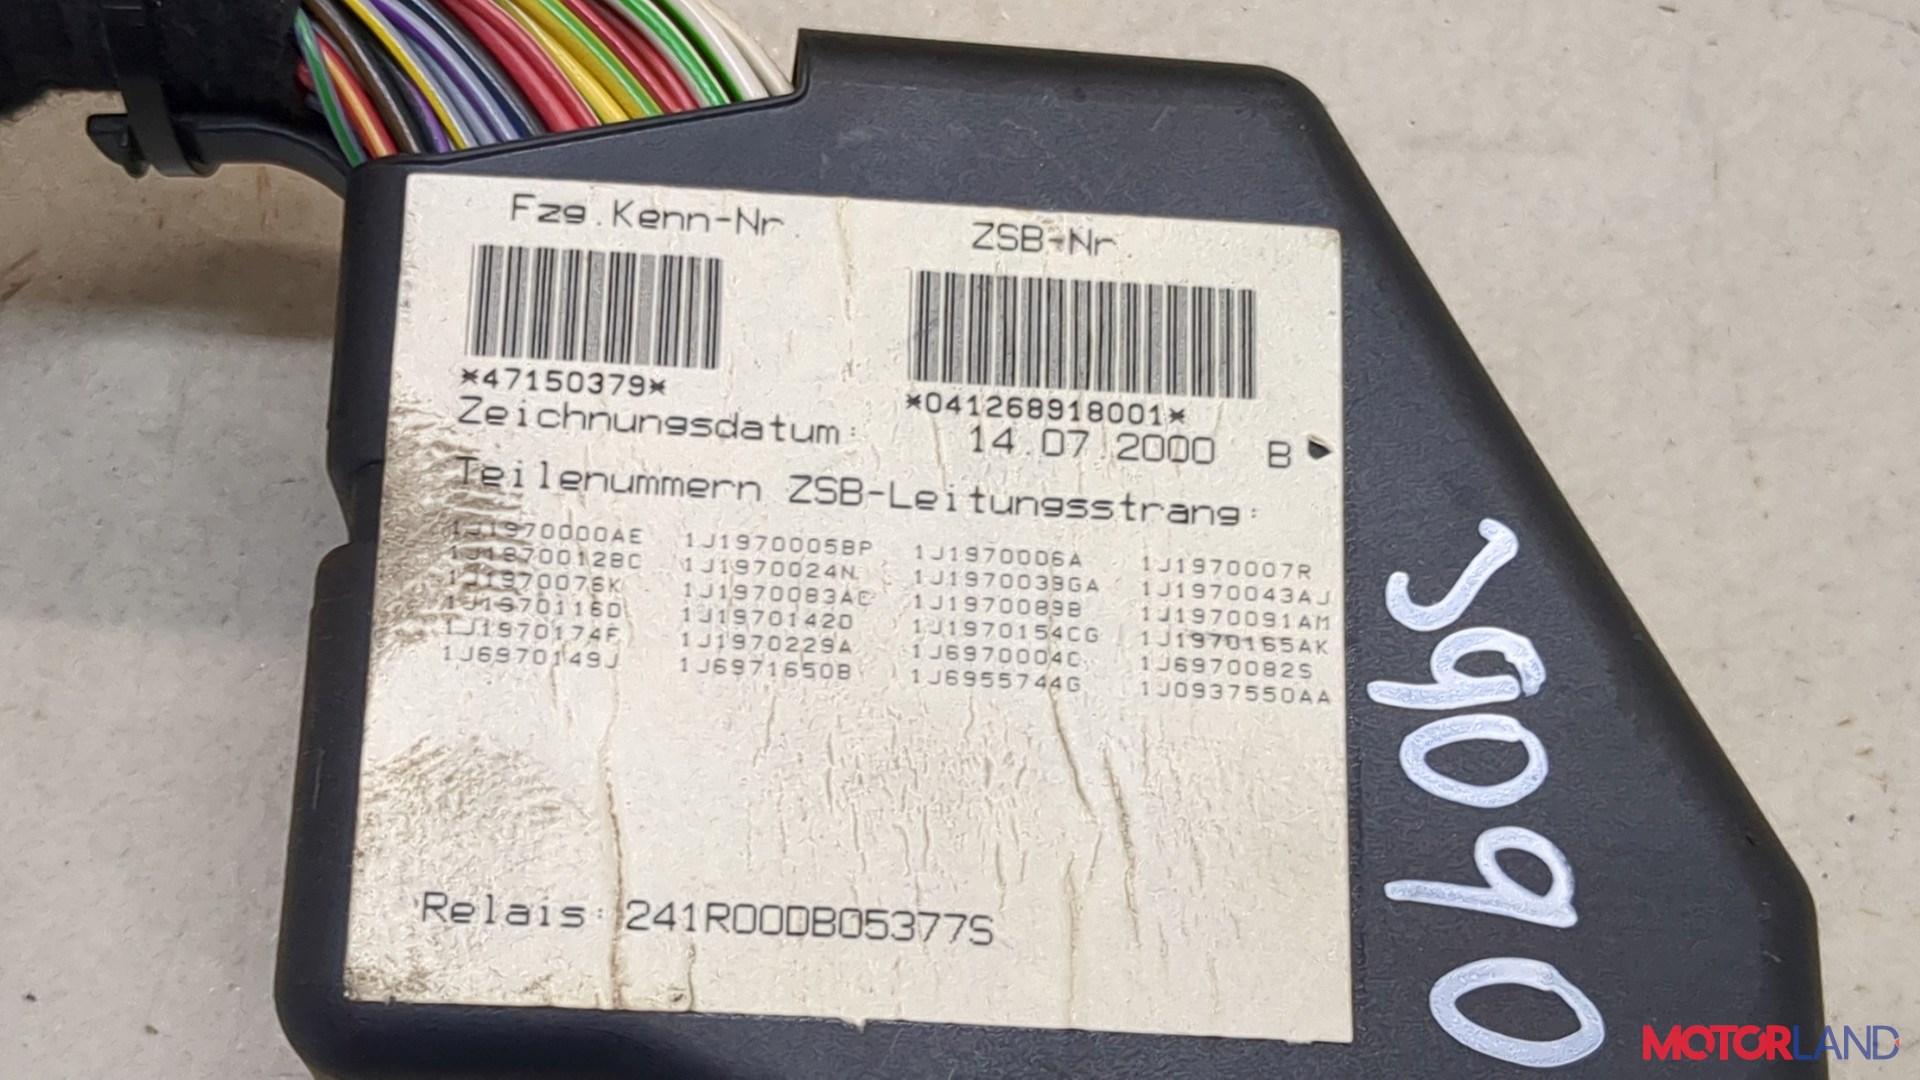 Fzg.Kenn-Nr.
ZSB-Nr
*47150379*
*041268918001*
Zeichnungsdatum: 14.07.2000 B
Teilenummern ZSB-Leitungsstrang:
1J1970000AE 1J1970005BP 1J1970006A 1J1970007R
1J1870012BC 1J1970024N 1J1970039GA 1J1970043AJ
1J1970076K 1J1970083AC 1J1970089B 1J1970091AM
1J1970116D 1J1970142D 1J1970154CG 1J1970165AK
1J1970174F 1J1970229A 1J6970004C 1J6970082S
1J6970149J 1J6971650B 1J6955744G 1J0937550AA
Relais: 241R00DB05377S
MOTORLAND